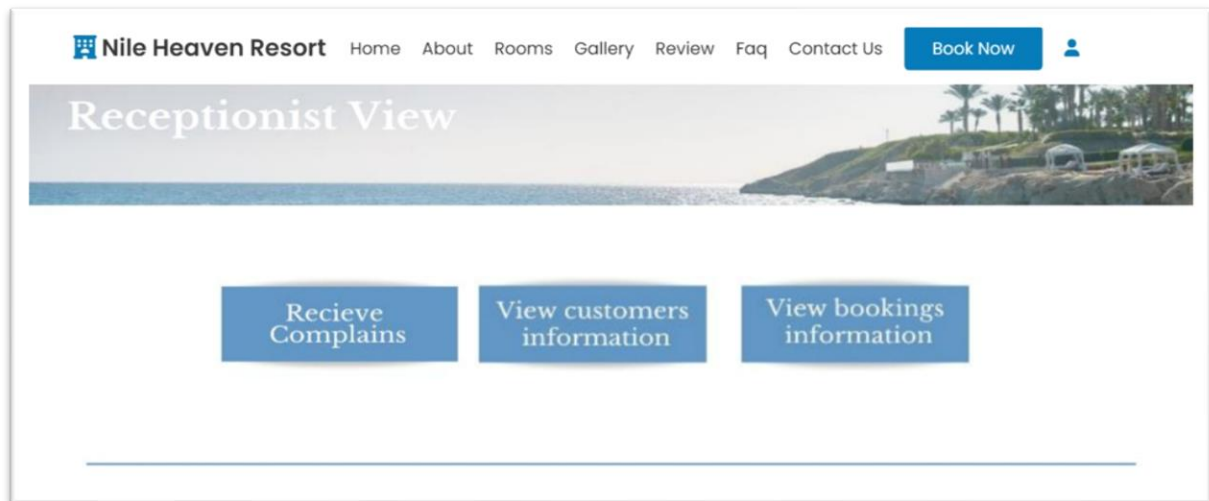 Nile Heaven Resort Home About Rooms Gallery Review Faq Contact Us Book Now
Receptionist View
Recieve
Complains
View customers
information
View bookings
information